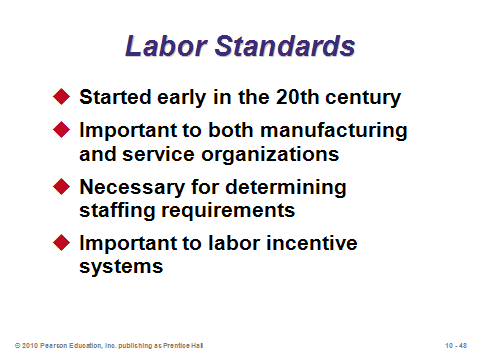 Labor Standards
Started early in the 20th century
Important to both manufacturing
and service organizations
Necessary for determining
staffing requirements
Important to labor incentive
systems
© 2010 Pearson Education, Inc. publishing as Prentice Hall
10 - 48